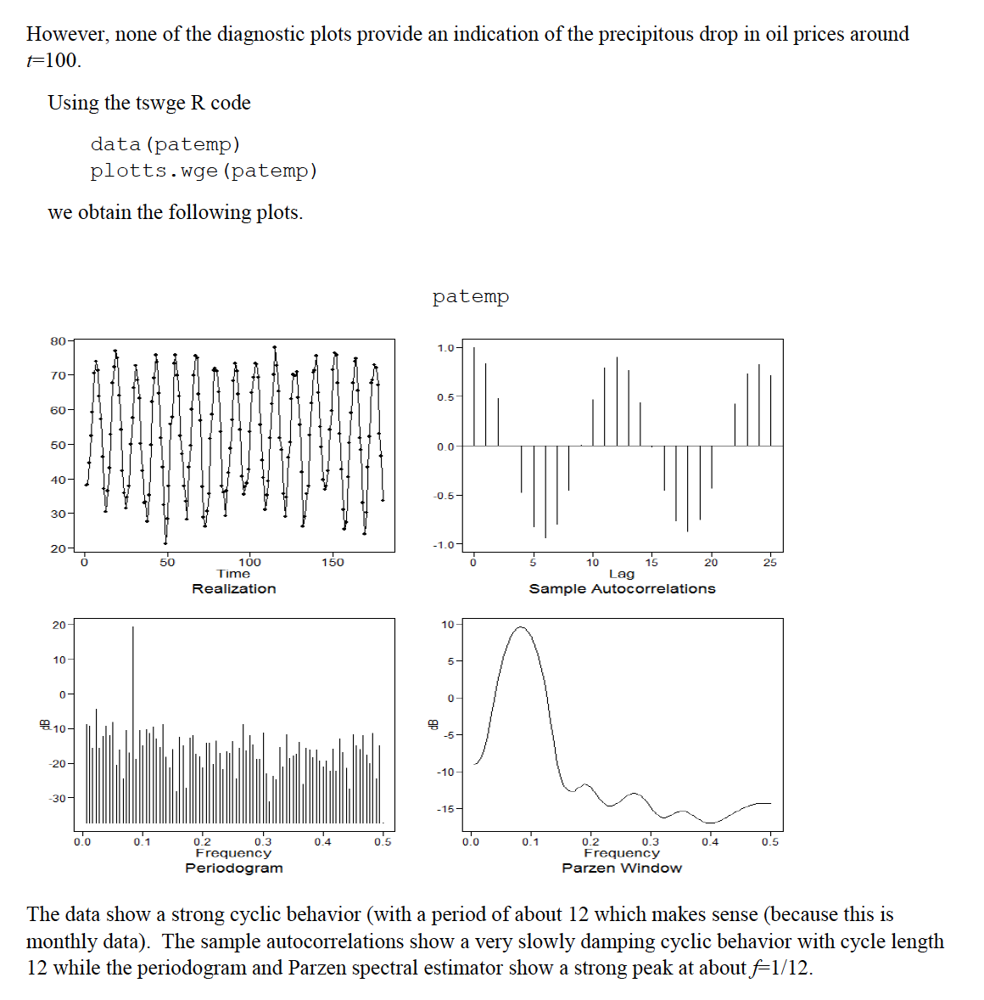 However, none of the diagnostic plots provide an indication of the precipitous drop in oil prices around
t=100.
Using the tswge R code
data(patemp)
plotts.wge(patemp)
we obtain the following plots.
patemp
80
70
60
50
40
30
20
0 50 100 150
Time
Realization
1.0
0.5
0.0
-0.5
-1.0
0 5 10 15 20 25
Lag
Sample Autocorrelations
20
10
0
-10
-20
-30
dB
0.0 0.1 0.2 0.3 0.4 0.5
Frequency
Periodogram
10
5
0
-5
-10
-15
dB
0.0 0.1 0.2 0.3 0.4 0.5
Frequency
Parzen Window
The data show a strong cyclic behavior (with a period of about 12 which makes sense (because this is
monthly data).  The sample autocorrelations show a very slowly damping cyclic behavior with cycle length
12 while the periodogram and Parzen spectral estimator show a strong peak at about f=1/12.